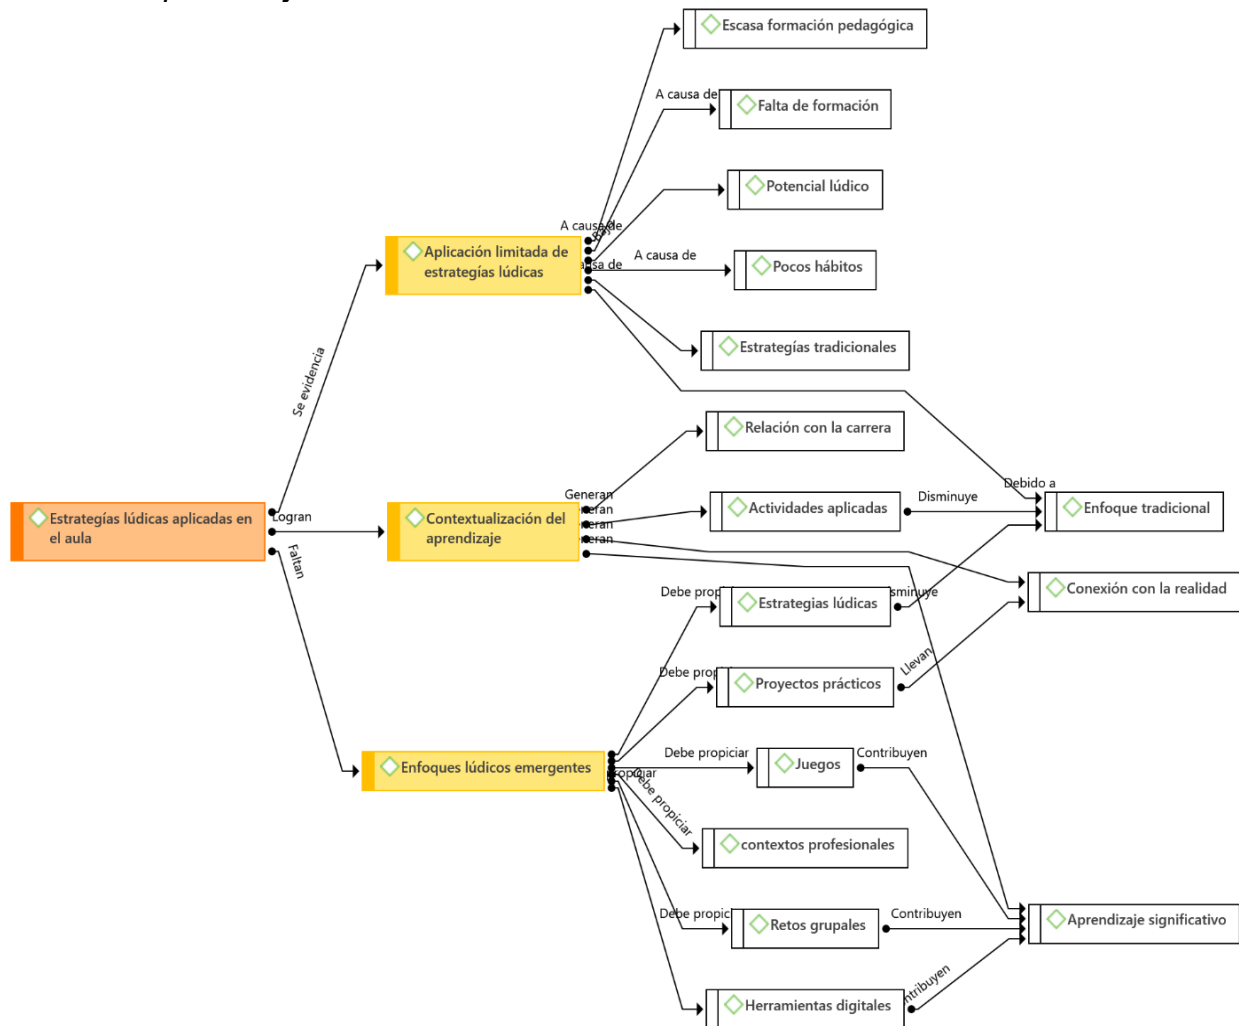 Escasa formación pedagógica
A causa de
Falta de formación
Potencial lúdico
A causa de
Aplicación limitada de
estrategías lúdicas
A causa de
Pocos hábitos
Estrategías tradicionales
Se evidencia
Relación con la carrera
Estrategías lúdicas aplicadas en
el aula
Logran
Faltan
Contextualización del
aprendizaje
Generan
Actividades aplicadas
Disminuye
Debido a
Enfoque tradicional
Conexión con la realidad
Estrategias lúdicas
Llevan
Proyectos prácticos
Enfoques lúdicos emergentes
Debe propiciar
Juegos
Contribuyen
Debe propiciar
contextos profesionales
Retos grupales
Contribuyen
Aprendizaje significativo
Herramientas digitales